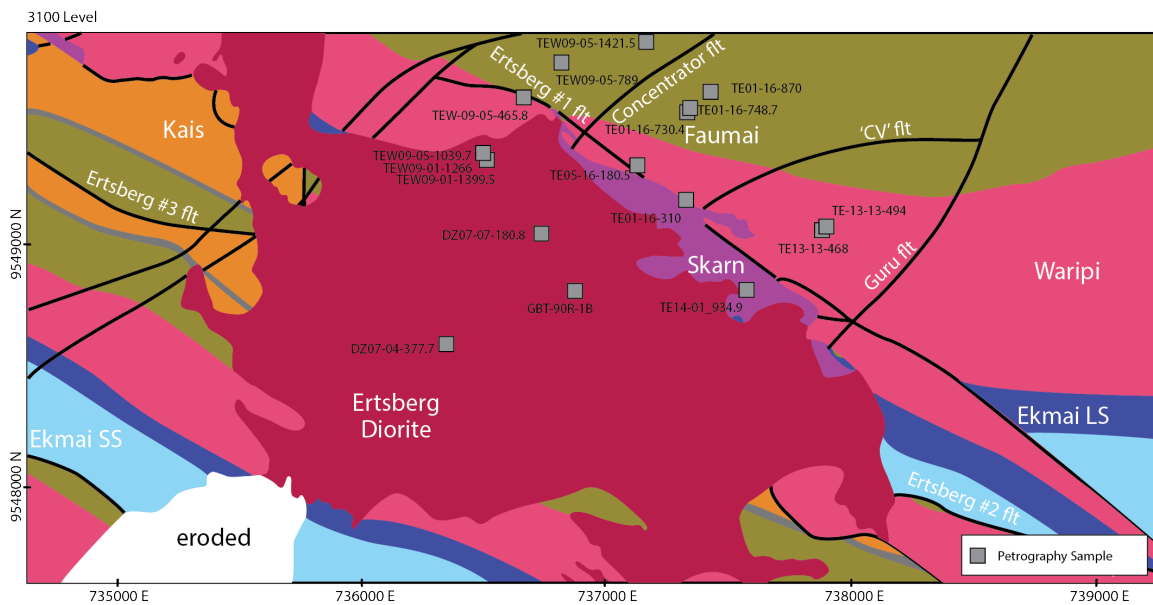 3100 Level
TEW09-05-1421.5
Ertsberg #1 flt
Concentrator flt
TEW09-05-789
TE01-16-870
TEW-09-05-465.8
TE01-16-748.7
TE01-16-730.4
Faumai
'CV' flt
Kais
TEW09-05-1039.7
TEW09-01-1266
TEW09-01-1399.5
TE05-16-180.5
Ertsberg #3 flt
TE01-16-310
TE-13-13-494
DZ07-07-180.8
TE13-13-468
9549000 N
Skarn
Guru flt
Waripi
GBT-90R-1B
TE14-01_934.9
DZ07-04-377.7
Ertsberg
Diorite
Ekmai LS
Ekmai SS
9548000 N
Ertsberg #2 flt
eroded
Petrography Sample
735000 E
736000 E
737000 E
738000 E
739000 E